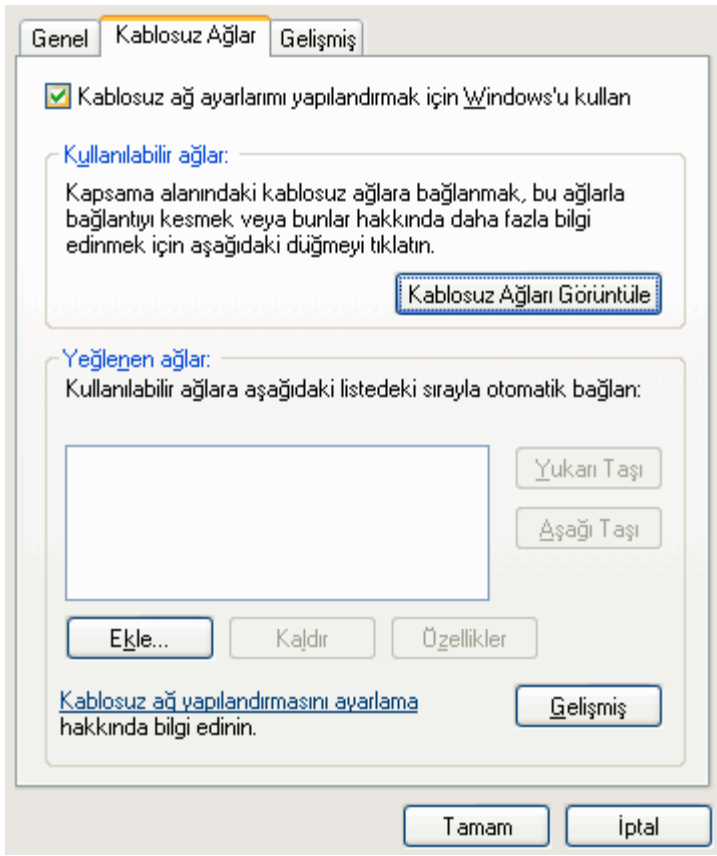 Genel
Kablosuz Ağlar
Gelişmiş
Kablosuz ağ ayarlarımı yapılandırmak için Windows'u kullan
Kullanılabilir ağlar:
Kapsama alanındaki kablosuz ağlara bağlanmak, bu ağlarla
bağlantıyı kesmek veya bunlar hakkında daha fazla bilgi
edinmek için aşağıdaki düğmeyi tıklatın.
Kablosuz Ağları Görüntüle
Yeğlenen ağlar:
Kullanılabilir ağlara aşağıdaki listedeki sırayla otomatik bağlan:
Yukarı Taşı
Aşağı Taşı
Ekle...
Kaldır
Özellikler
Kablosuz ağ yapılandırmasını ayarlama
hakkında bilgi edinin.
Gelişmiş
Tamam
İptal